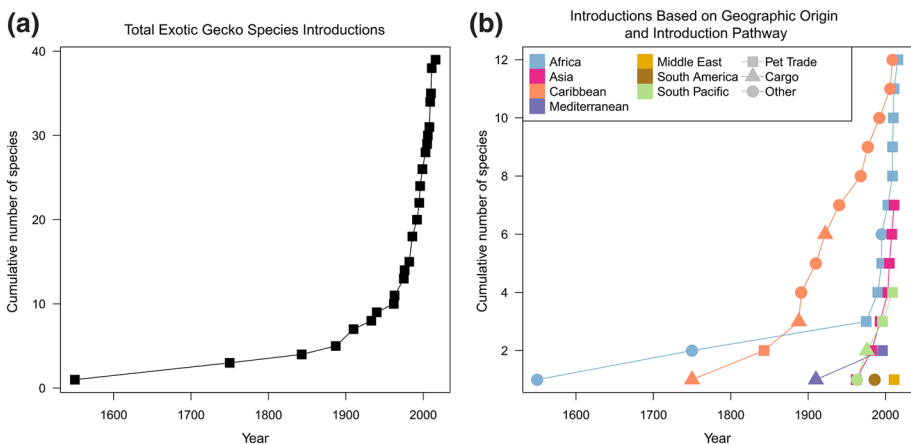 (a)
Total Exotic Gecko Species Introductions
Cumulative number of species
40
30
20
10
0
1600
1700
1800
1900
2000
Year
(b)
Introductions Based on Geographic Origin
and Introduction Pathway
Cumulative number of species
12
10
8
6
4
2
Africa
Asia
Caribbean
Mediterranean
Middle East
South America
South Pacific
Pet Trade
Cargo
Other
1600
1700
1800
1900
2000
Year